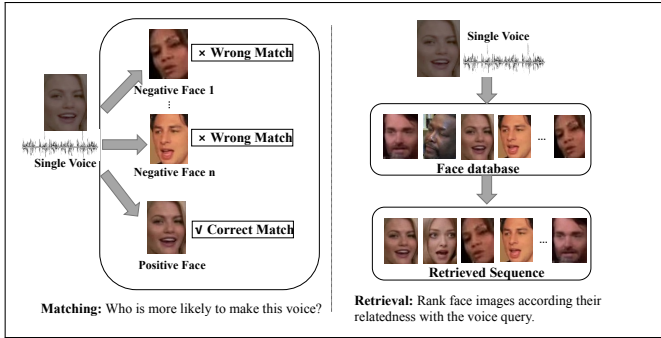 × Wrong Match
Negative Face 1
...
Single Voice
× Wrong Match
Negative Face n
√ Correct Match
Positive Face
Matching: Who is more likely to make this voice?
Single Voice
...
Face database
...
Retrieved Sequence
Retrieval: Rank face images according their
relatedness with the voice query.